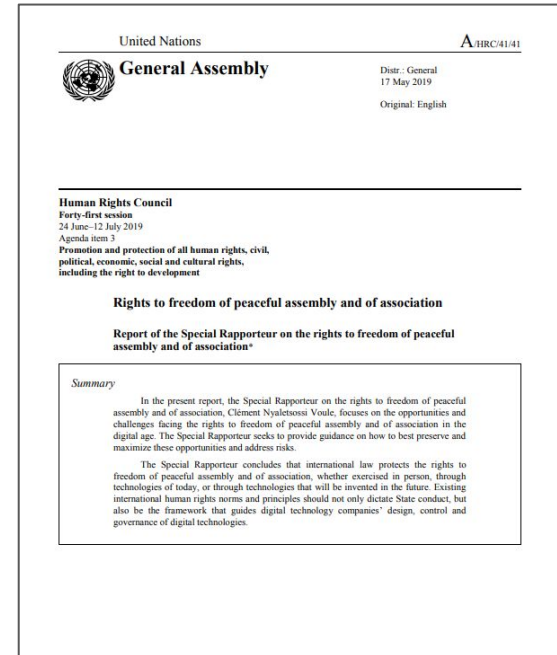 United Nations
A/HRC/41/41
General Assembly
Distr.: General
17 May 2019
Original: English
Human Rights Council
Forty-first session
24 June–12 July 2019
Agenda item 3
Promotion and protection of all human rights, civil,
political, economic, social and cultural rights,
including the right to development
Rights to freedom of peaceful assembly and of association
Report of the Special Rapporteur on the rights to freedom of peaceful
assembly and of association*
Summary
In the present report, the Special Rapporteur on the rights to freedom of peaceful
assembly and of association, Clément Nyaletsossi Voule, focuses on the opportunities and
challenges facing the rights to freedom of peaceful assembly and of association in the
digital age. The Special Rapporteur seeks to provide guidance on how to best preserve and
maximize these opportunities and address risks.
The Special Rapporteur concludes that international law protects the rights to
freedom of peaceful assembly and of association, whether exercised in person, through
technologies of today, or through technologies that will be invented in the future. Existing
international human rights norms and principles should not only dictate State conduct, but
also be the framework that guides digital technology companies' design, control and
governance of digital technologies.